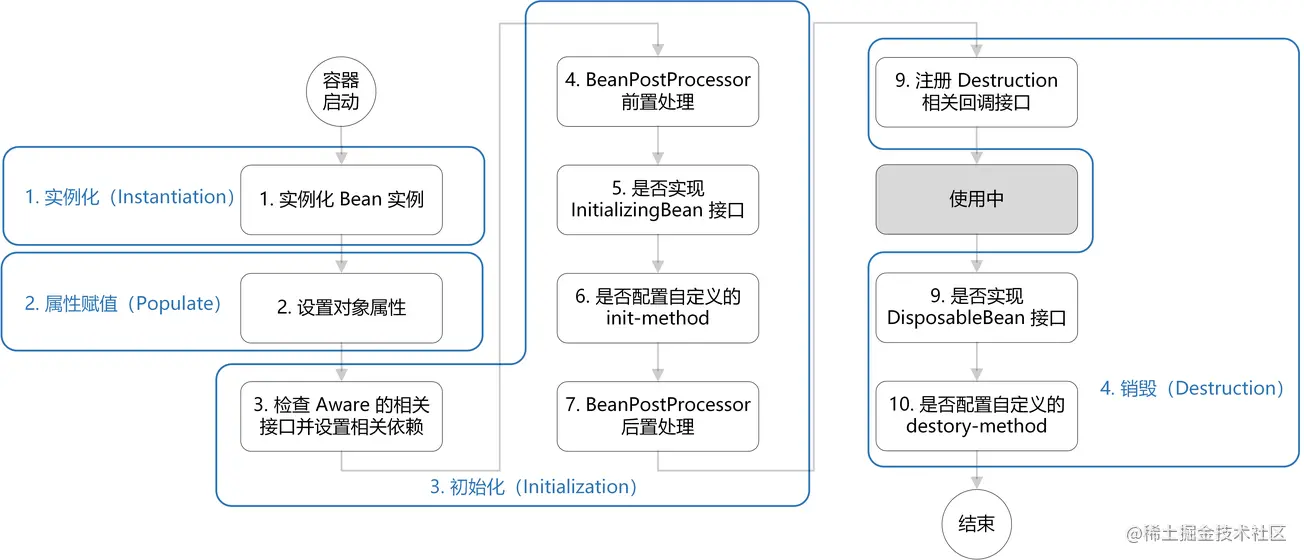 容器
启动
1. 实例化（Instantiation）
1. 实例化 Bean 实例
2. 属性赋值（Populate）
2. 设置对象属性
3. 检查 Aware 的相关
接口并设置相关依赖
4. BeanPostProcessor
前置处理
5. 是否实现
InitializingBean 接口
6. 是否配置自定义的
init-method
7. BeanPostProcessor
后置处理
3. 初始化（Initialization）
9. 注册 Destruction
相关回调接口
使用中
9. 是否实现
DisposableBean 接口
10. 是否配置自定义的
destory-method
4. 销毁（Destruction）
结束
@稀土掘金技术社区